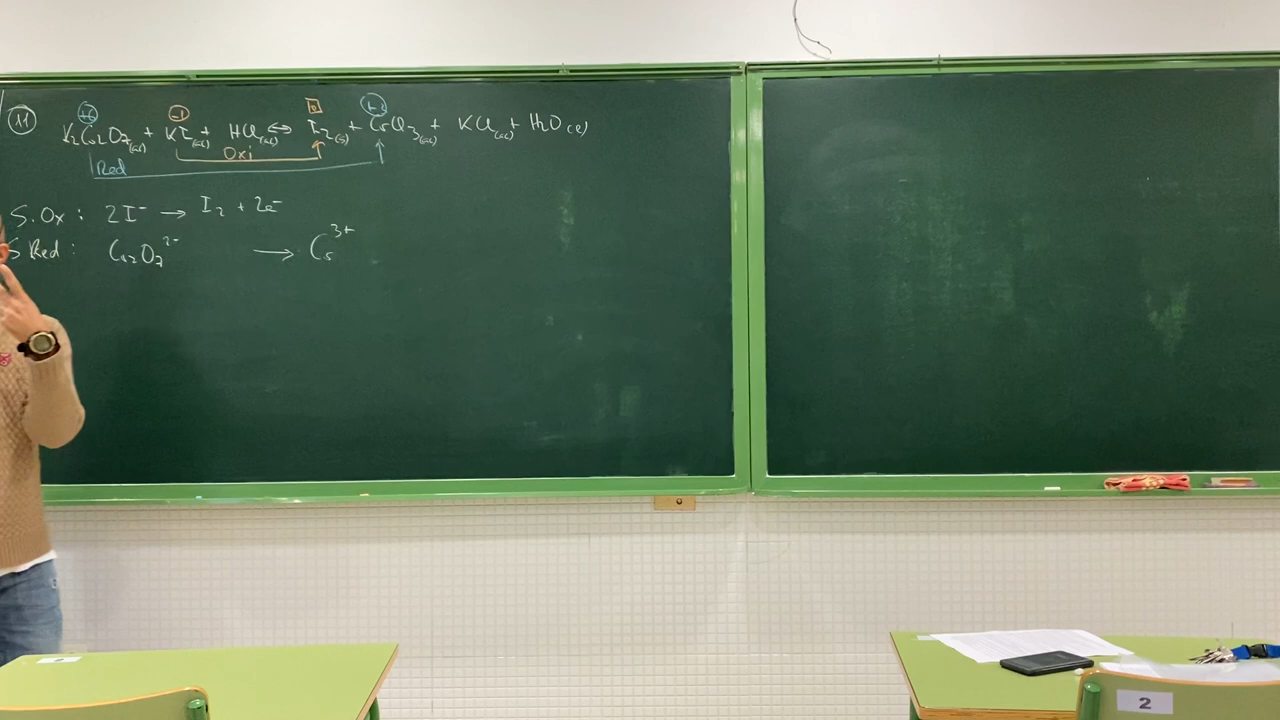 11 +6 -1 0 +3
K₂Cr₂O₇(ac) + KI(ac) + HCl(ac) ⇔ I₂(s) + CrCl₃(ac) + KCl(ac) + H₂O(l)
Oxi
Red
S. Ox : 2I⁻ → I₂ + 2e⁻
S Red : Cr₂O₇²⁻ → Cr³⁺
2